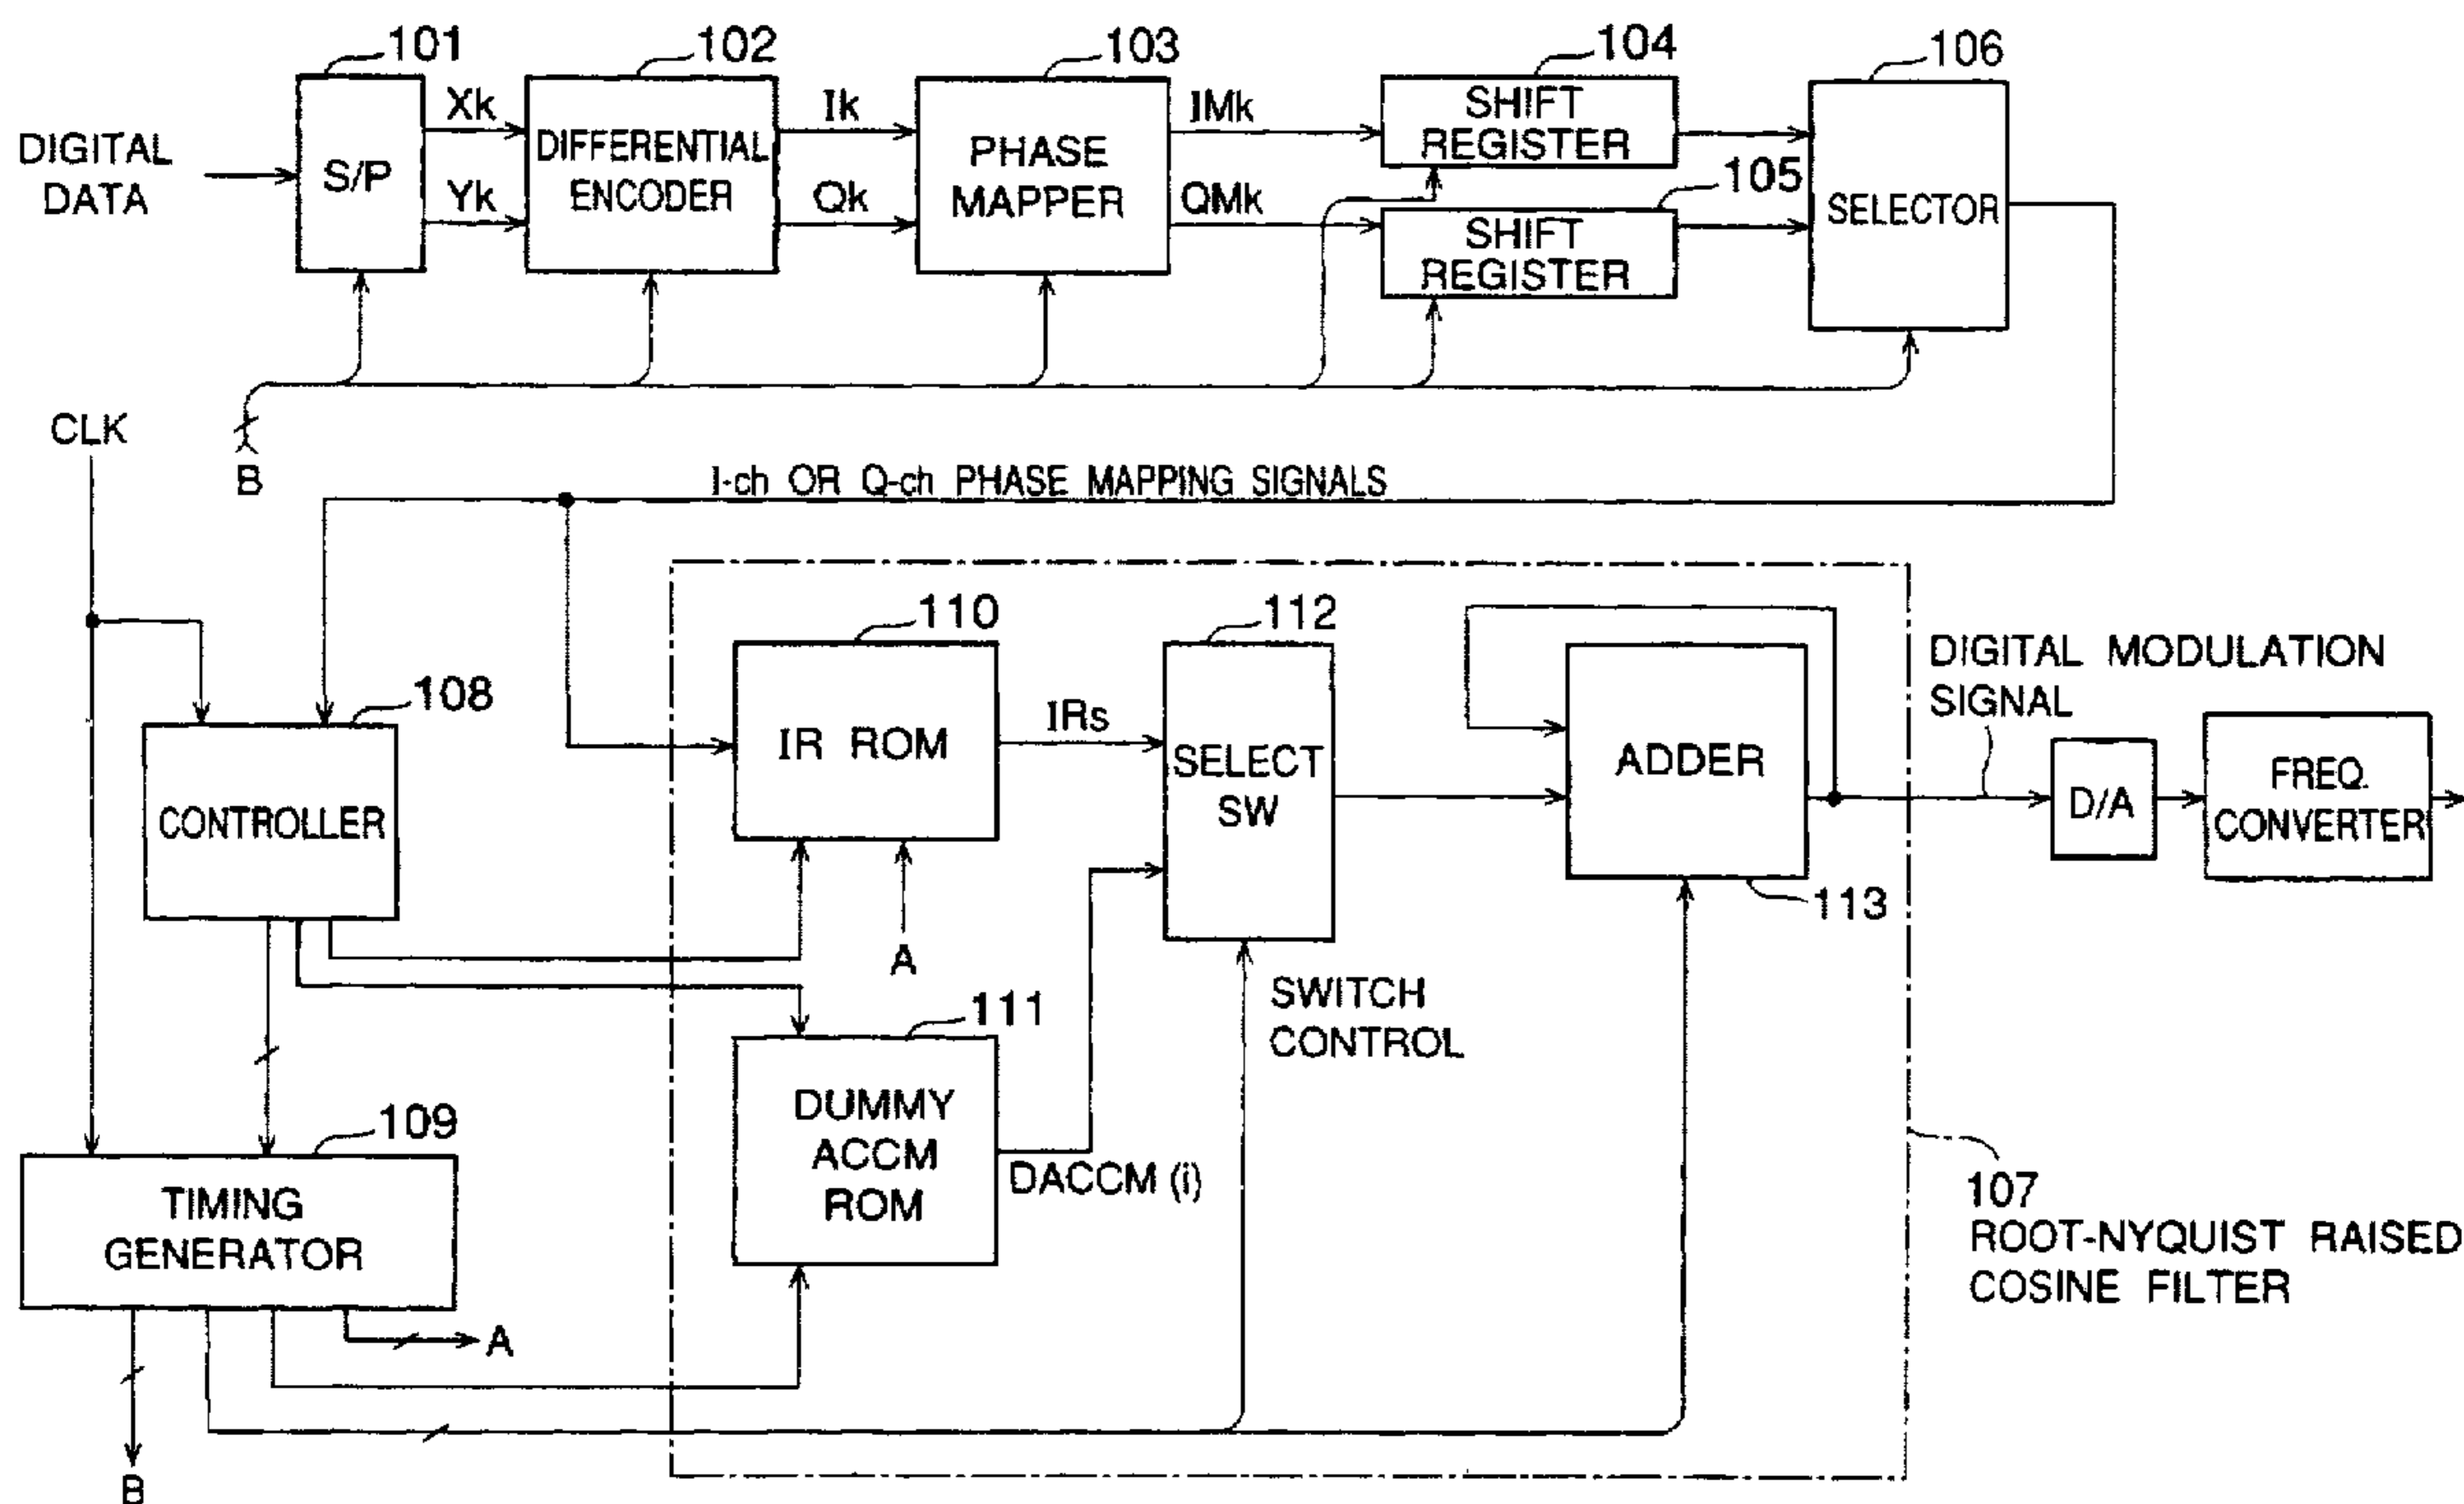 101
102
103
104
106
DIGITAL
DATA
S/P
Xk
Yk
DIFFERENTIAL
ENCODER
Ik
Qk
PHASE
MAPPER
IMk
QMk
SHIFT
REGISTER
105
SHIFT
REGISTER
SELECTOR
CLK
B
I-ch OR Q-ch PHASE MAPPING SIGNALS
110
112
108
IR ROM
IRs
SELECT
SW
ADDER
DIGITAL MODULATION
SIGNAL
D/A
FREQ.
CONVERTER
CONTROLLER
113
A
111
SWITCH
CONTROL
109
DUMMY
ACCM
ROM
DACCM (i)
TIMING
GENERATOR
107
ROOT-NYQUIST RAISED
COSINE FILTER
A
B